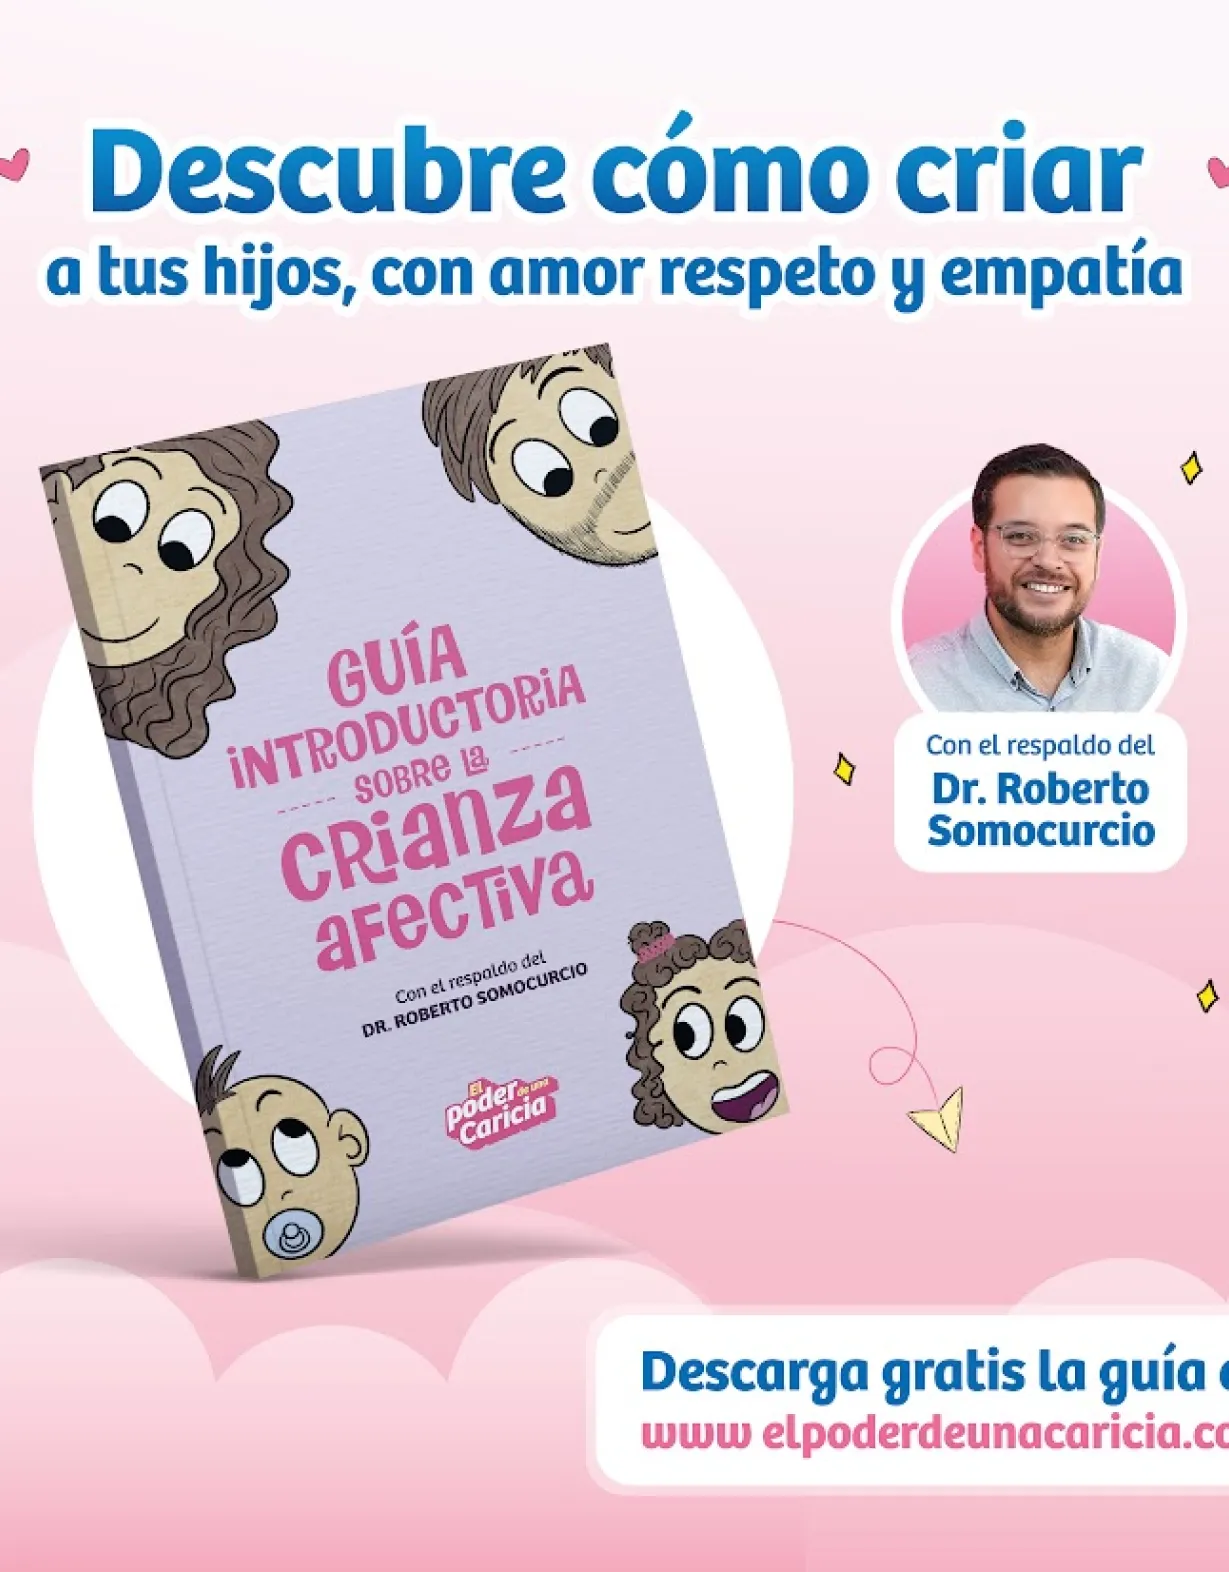 Descubre cómo criar
a tus hijos, con amor respeto y empatía
GUÍA
INTRODUCTORIA
SOBRE LA
CRIANZA
AFECTIVA
Con el respaldo del
DR. ROBERTO SOMOCURCIO
El
poder de una
Caricia
Con el respaldo del
Dr. Roberto
Somocurcio
Descarga gratis la guía
www elpoderdeunacaricia.co